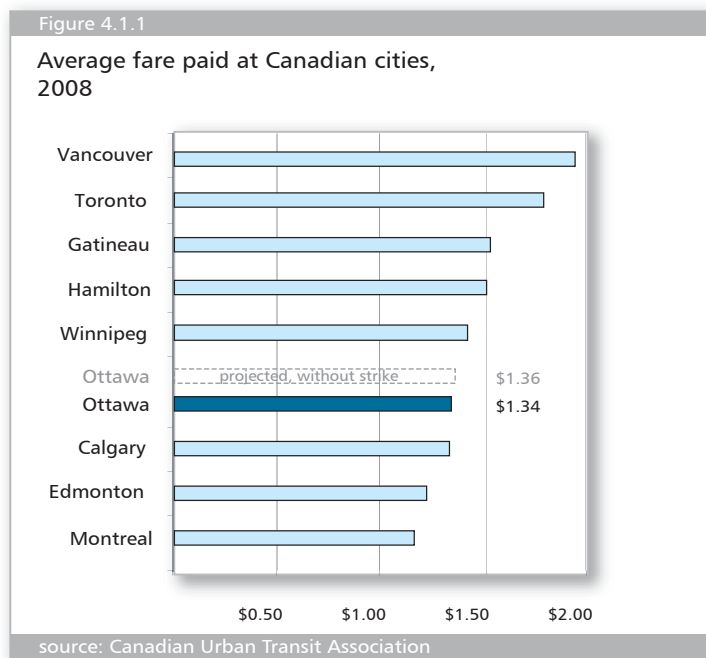 Figure 4.1.1
Average fare paid at Canadian cities,
2008
Vancouver
Toronto
Gatineau
Hamilton
Winnipeg
Ottawa projected, without strike $1.36
Ottawa $1.34
Calgary
Edmonton
Montreal
$0.50 $1.00 $1.50 $2.00
source: Canadian Urban Transit Association